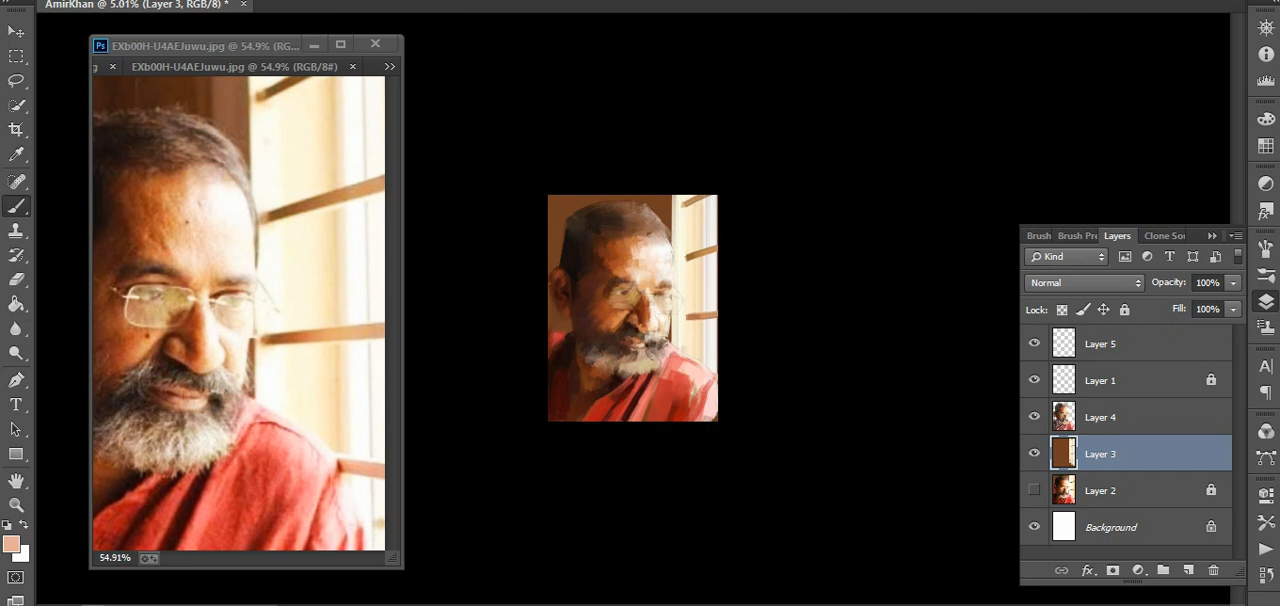 AmirKhan @ 5.01% (Layer 3, RGB/8) *
Ps EXb00H-U4AEJuwu.jpg @ 54.9% (RG...
g × EXb00H-U4AEJuwu.jpg @ 54.9% (RGB/8#) ×
54.91%
Brush Brush Pre Layers Clone Sou
Kind
Normal Opacity: 100%
Lock: Fill: 100%
Layer 5
Layer 1
Layer 4
Layer 3
Layer 2
Background